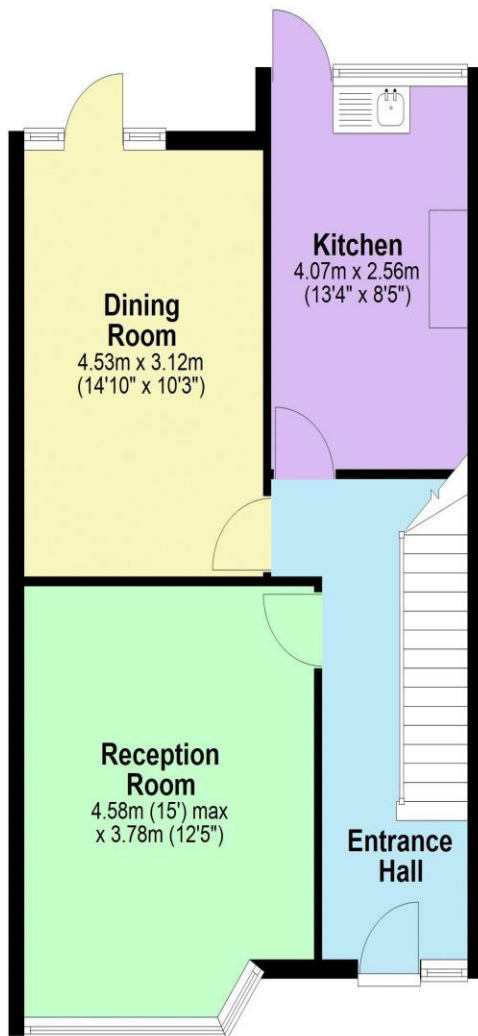 Kitchen
4.07m x 2.56m
(13'4" x 8'5")
Dining
Room
4.53m x 3.12m
(14'10" x 10'3")
Reception
Room
4.58m (15') max
x 3.78m (12'5")
Entrance
Hall